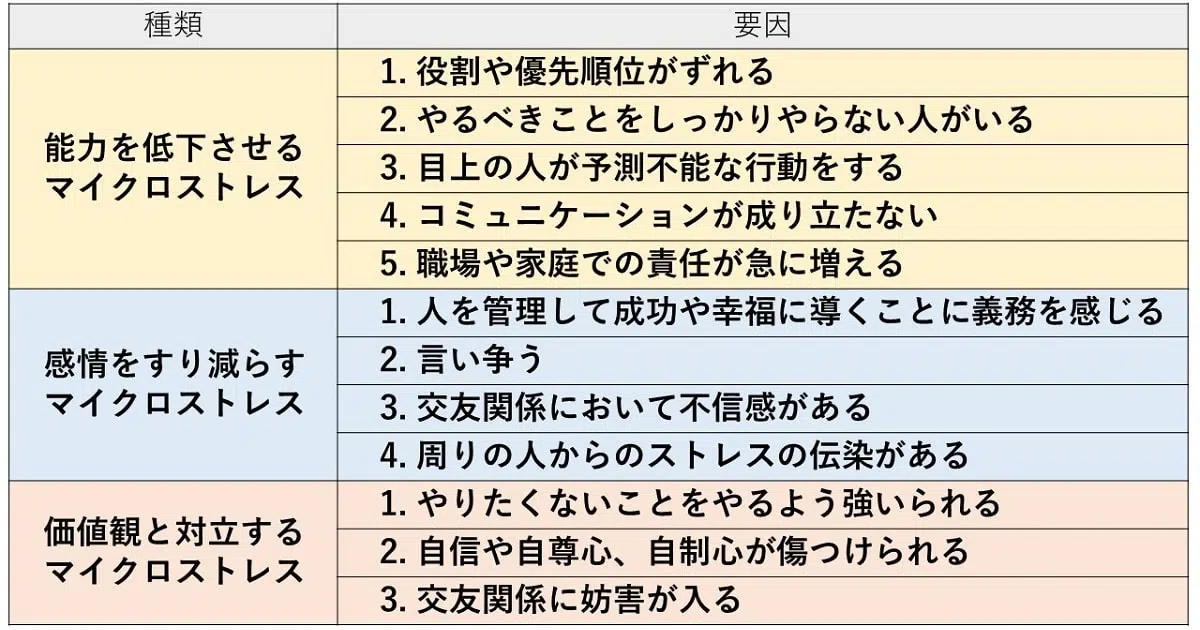 種類
要因
能力を低下させる
マイクロストレス
1. 役割や優先順位がずれる
2. やるべきことをしっかりやらない人がいる
3. 目上の人が予測不能な行動をする
4. コミュニケーションが成り立たない
5. 職場や家庭での責任が急に増える
感情をすり減らす
マイクロストレス
1. 人を管理して成功や幸福に導くことに義務を感じる
2. 言い争う
3. 交友関係において不信感がある
4. 周りの人からのストレスの伝染がある
価値観と対立する
マイクロストレス
1. やりたくないことをやるよう強いられる
2. 自信や自尊心、自制心が傷つけられる
3. 交友関係に妨害が入る